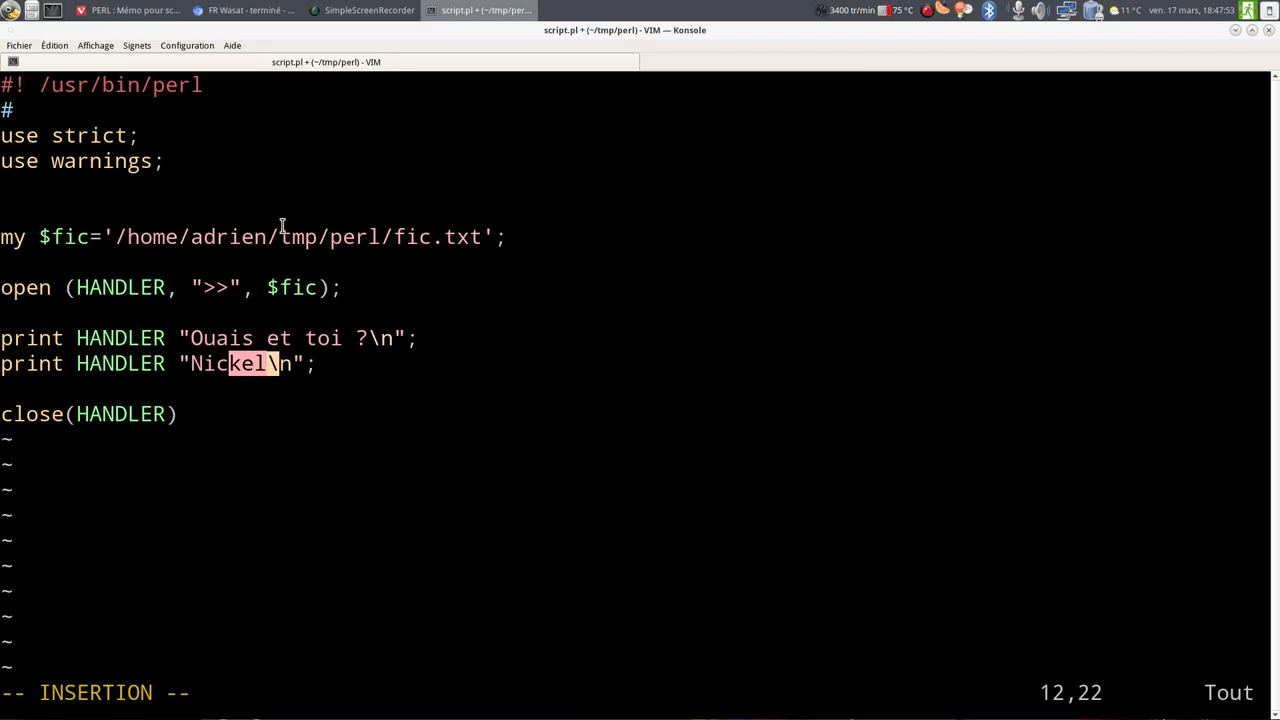 PERL : Mémo pour sc...
FR Wasat - terminé - ...
SimpleScreenRecorder
script.pl + (~/tmp/per...
3400 tr/min
75 °C
11 °C
ven. 17 mars, 18:47:53
script.pl + (~/tmp/perl) - VIM — Konsole
Fichier Édition Affichage Signets Configuration Aide
script.pl + (~/tmp/perl) - VIM
#! /usr/bin/perl
#
use strict;
use warnings;
my $fic='/home/adrien/tmp/perl/fic.txt';
open (HANDLER, ">>", $fic);
print HANDLER "Ouais et toi ?\n";
print HANDLER "Nickel\n";
close(HANDLER)
~
~
~
~
~
~
~
~
~
~
-- INSERTION -- 12,22 Tout